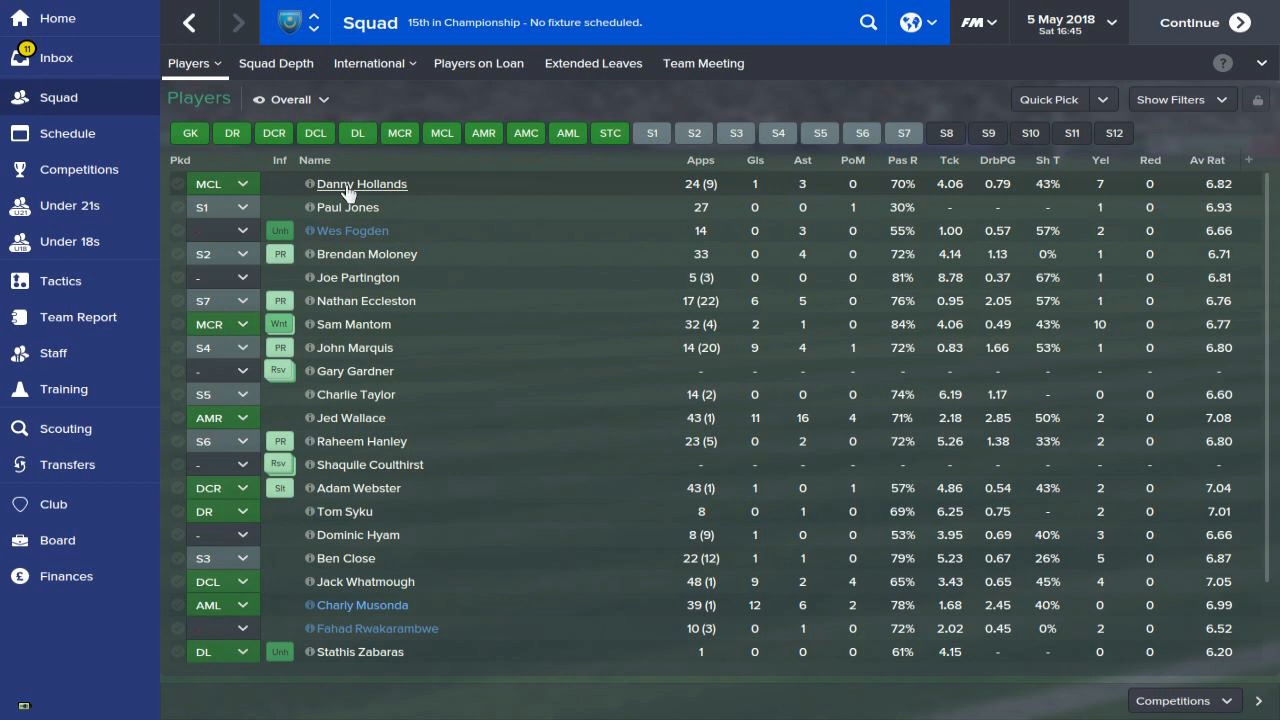 Home
11
Inbox
Squad
Schedule
Competitions
U21 Under 21s
U18 Under 18s
Tactics
Team Report
Staff
Training
Scouting
Transfers
Club
Board
£ Finances
Squad 15th in Championship - No fixture scheduled.
FM
5 May 2018
Sat 16:45
Continue
Players Squad Depth International Players on Loan Extended Leaves Team Meeting ?
Players Overall Quick Pick Show Filters
GK DR DCR DCL DL MCR MCL AMR AMC AML STC S1 S2 S3 S4 S5 S6 S7 S8 S9 S10 S11 S12
Pkd Inf Name Apps Gls Ast PoM Pas R Tck DrbPG Sh T Yel Red Av Rat +
MCL Danny Hollands 24 (9) 1 3 0 70% 4.06 0.79 43% 7 0 6.82
S1 Paul Jones 27 0 0 1 30% - - - 1 0 6.93
Unh Wes Fogden 14 0 3 0 55% 1.00 0.57 57% 2 0 6.66
S2 PR Brendan Moloney 33 0 4 0 72% 4.14 1.13 0% 1 0 6.71
- Joe Partington 5 (3) 0 0 0 81% 8.78 0.37 67% 1 0 6.81
S7 PR Nathan Eccleston 17 (22) 6 5 0 76% 0.95 2.05 57% 1 0 6.76
MCR Wnt Sam Mantom 32 (4) 2 1 0 84% 4.06 0.49 43% 10 0 6.77
S4 PR John Marquis 14 (20) 9 4 1 72% 0.83 1.66 53% 1 0 6.80
- Rsv Gary Gardner - - - - - - - - - - -
S5 Charlie Taylor 14 (2) 0 0 0 74% 6.19 1.17 - 0 0 6.60
AMR Jed Wallace 43 (1) 11 16 4 71% 2.18 2.85 50% 2 0 7.08
S6 PR Raheem Hanley 23 (5) 0 2 0 72% 5.26 1.38 33% 2 0 6.80
- Rsv Shaquile Coulthirst - - - - - - - - - - -
DCR Slt Adam Webster 43 (1) 1 0 1 57% 4.86 0.54 43% 2 0 7.04
DR Tom Syku 8 0 1 0 69% 6.25 0.75 - 2 0 7.01
- Dominic Hyam 8 (9) 0 0 0 53% 3.95 0.69 40% 3 0 6.66
S3 Ben Close 22 (12) 1 1 0 79% 5.23 0.67 26% 5 0 6.87
DCL Jack Whatmough 48 (1) 9 2 4 65% 3.43 0.65 45% 4 0 7.05
AML Charly Musonda 39 (1) 12 6 2 78% 1.68 2.45 40% 0 0 6.99
Fahad Rwakarambwe 10 (3) 0 1 0 72% 2.02 0.45 0% 2 0 6.52
DL Unh Stathis Zabaras 1 0 0 0 61% 4.15 - - 0 0 6.20
Competitions